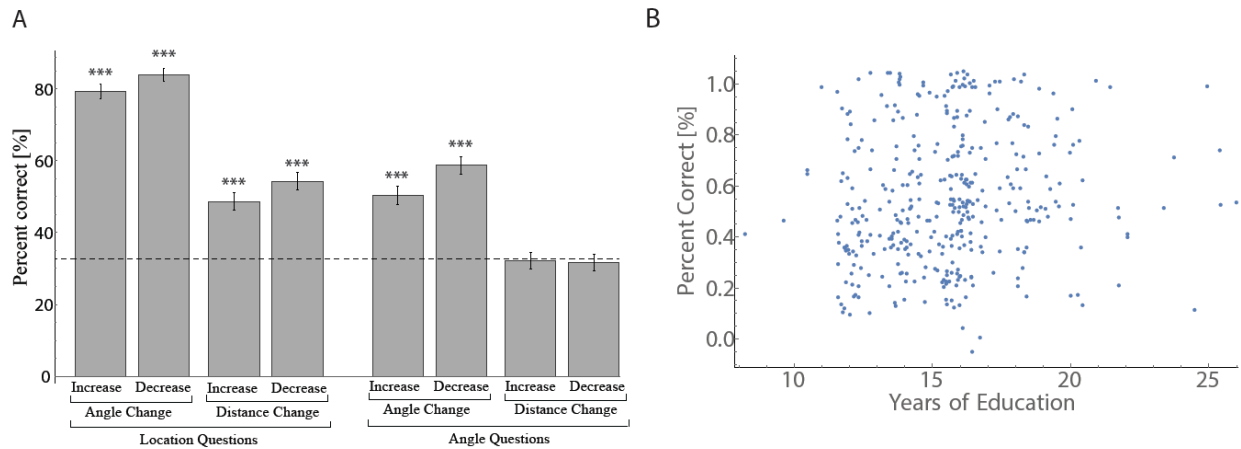 A
Percent correct [%]
80
60
40
20
0
***
***
***
***
***
***
Increase Decrease Increase Decrease Increase Decrease Increase Decrease
Angle Change Distance Change Angle Change Distance Change
Location Questions Angle Questions
B
Percent Correct [%]
1.0
0.8
0.6
0.4
0.2
0.0
10 15 20 25
Years of Education